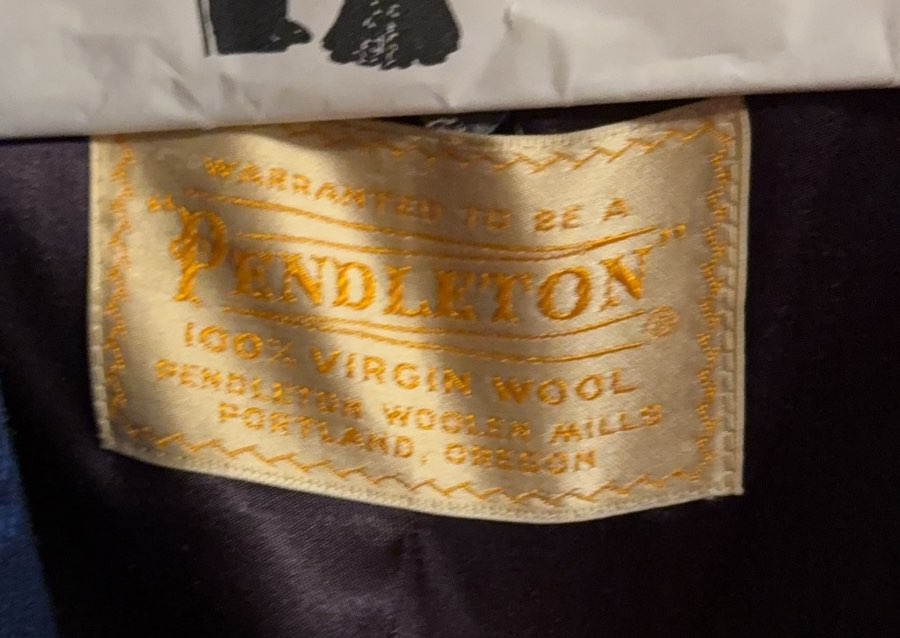 WARRANTED TO BE A
"PENDLETON"
®
100% VIRGIN WOOL
PENDLETON WOOLEN MILLS
PORTLAND, OREGON